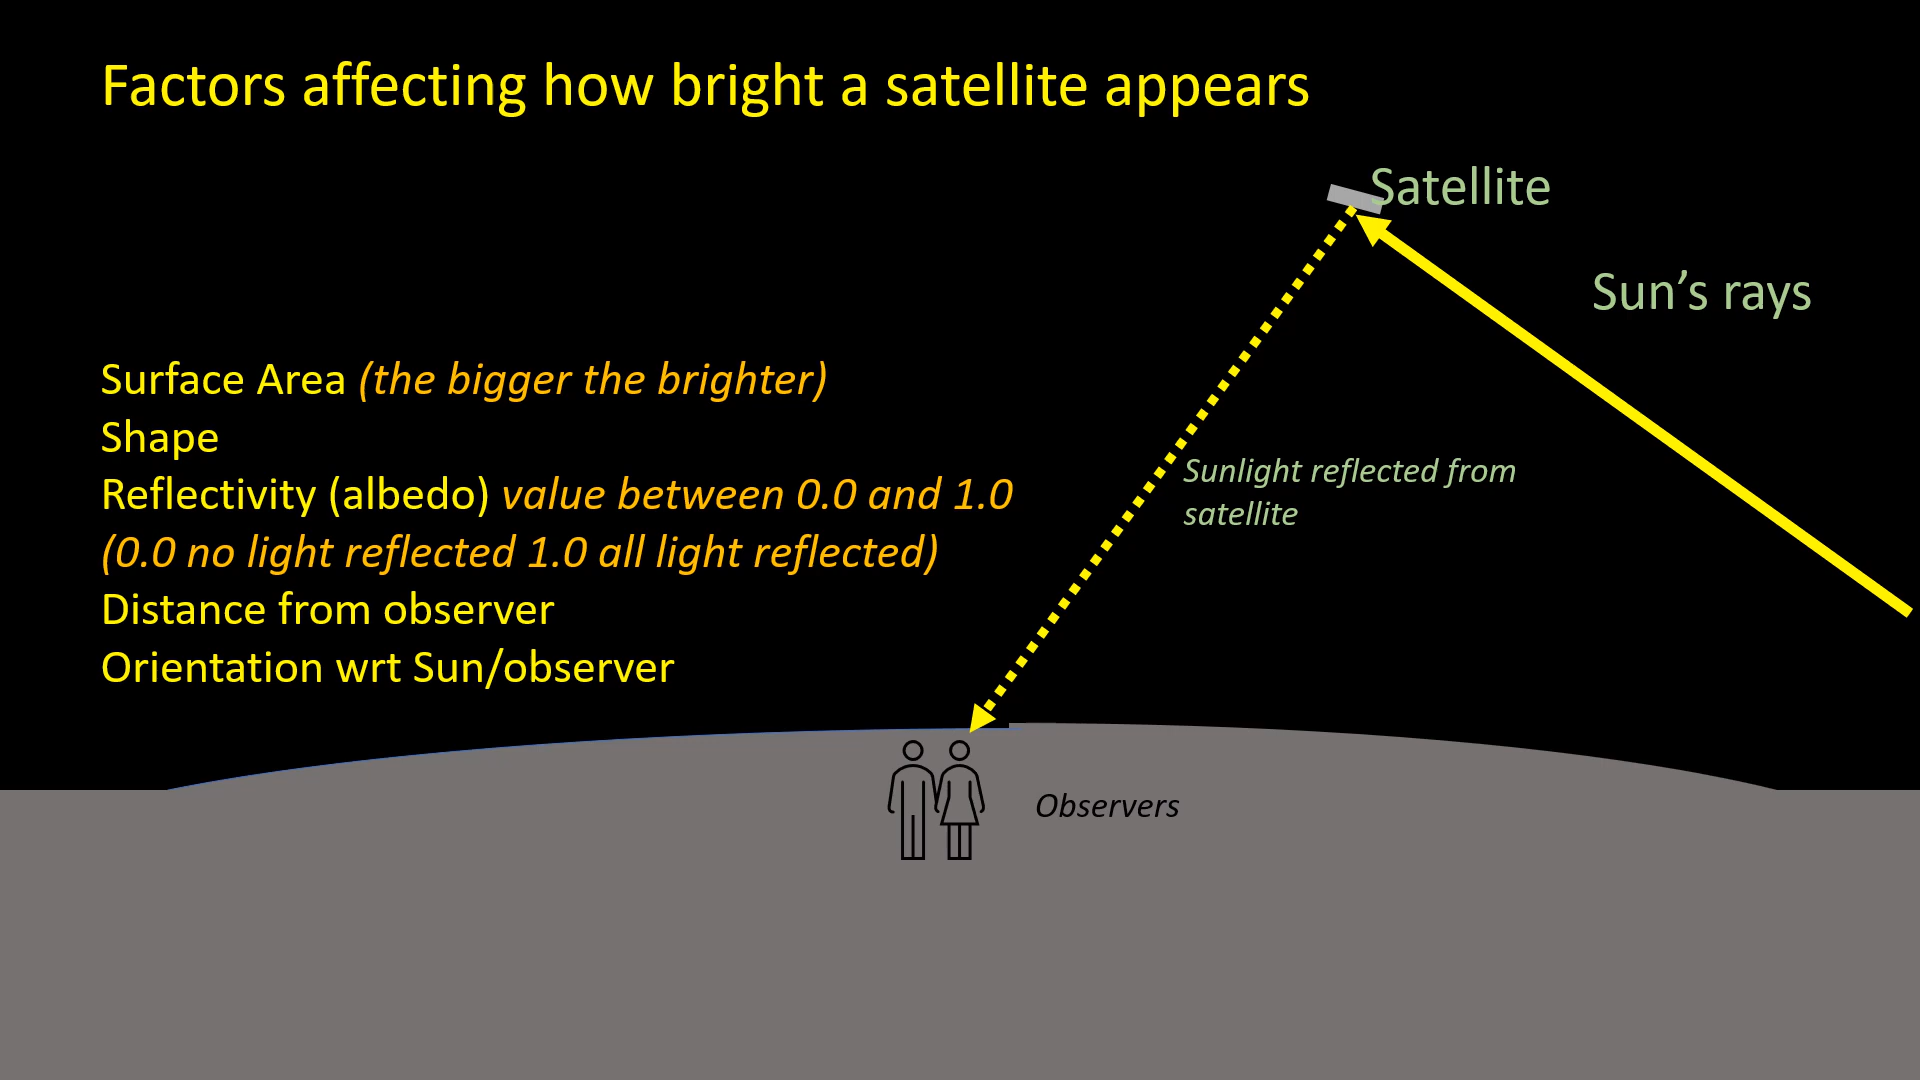 Factors affecting how bright a satellite appears
Satellite
Sun’s rays
Surface Area (the bigger the brighter)
Shape
Reflectivity (albedo) value between 0.0 and 1.0
(0.0 no light reflected 1.0 all light reflected)
Distance from observer
Orientation wrt Sun/observer
Sunlight reflected from
satellite
Observers